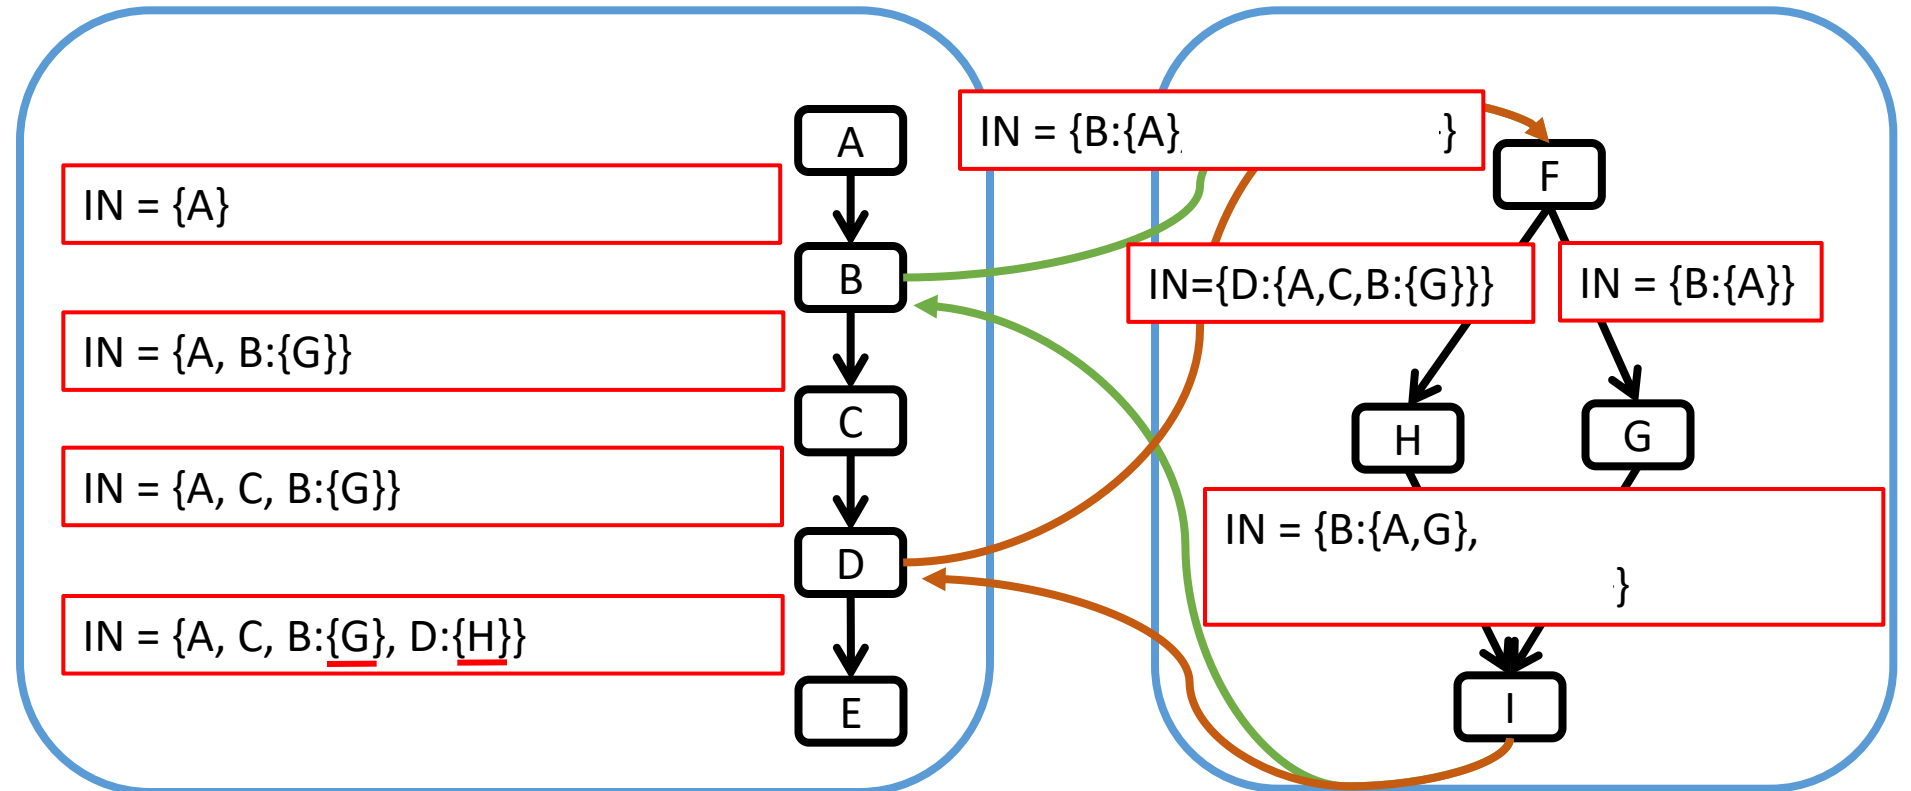 A
IN = {B:{A}, }
F
IN = {A}
B
IN={D:{A,C,B:{G}}}
IN = {B:{A}}
IN = {A, B:{G}}
C
H
G
IN = {A, C, B:{G}}
IN = {B:{A,G},
}
D
IN = {A, C, B:{G}, D:{H}}
E
I